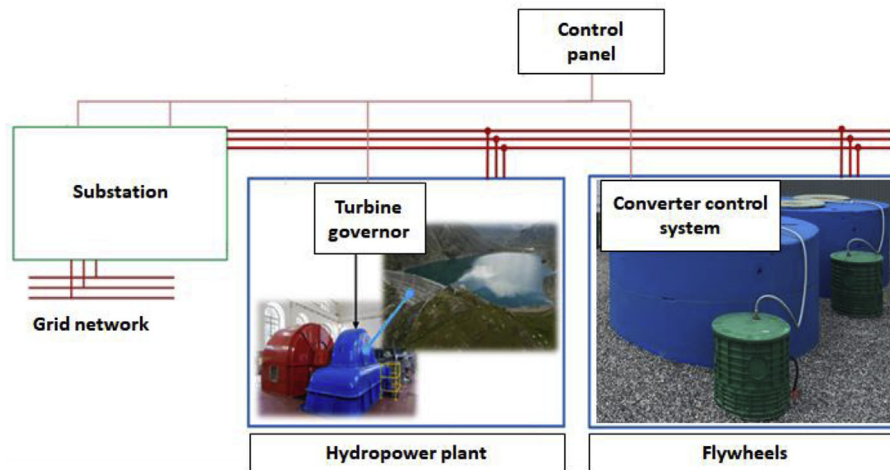 Control
panel
Substation
Turbine
governor
Converter control
system
Grid network
Hydropower plant
Flywheels